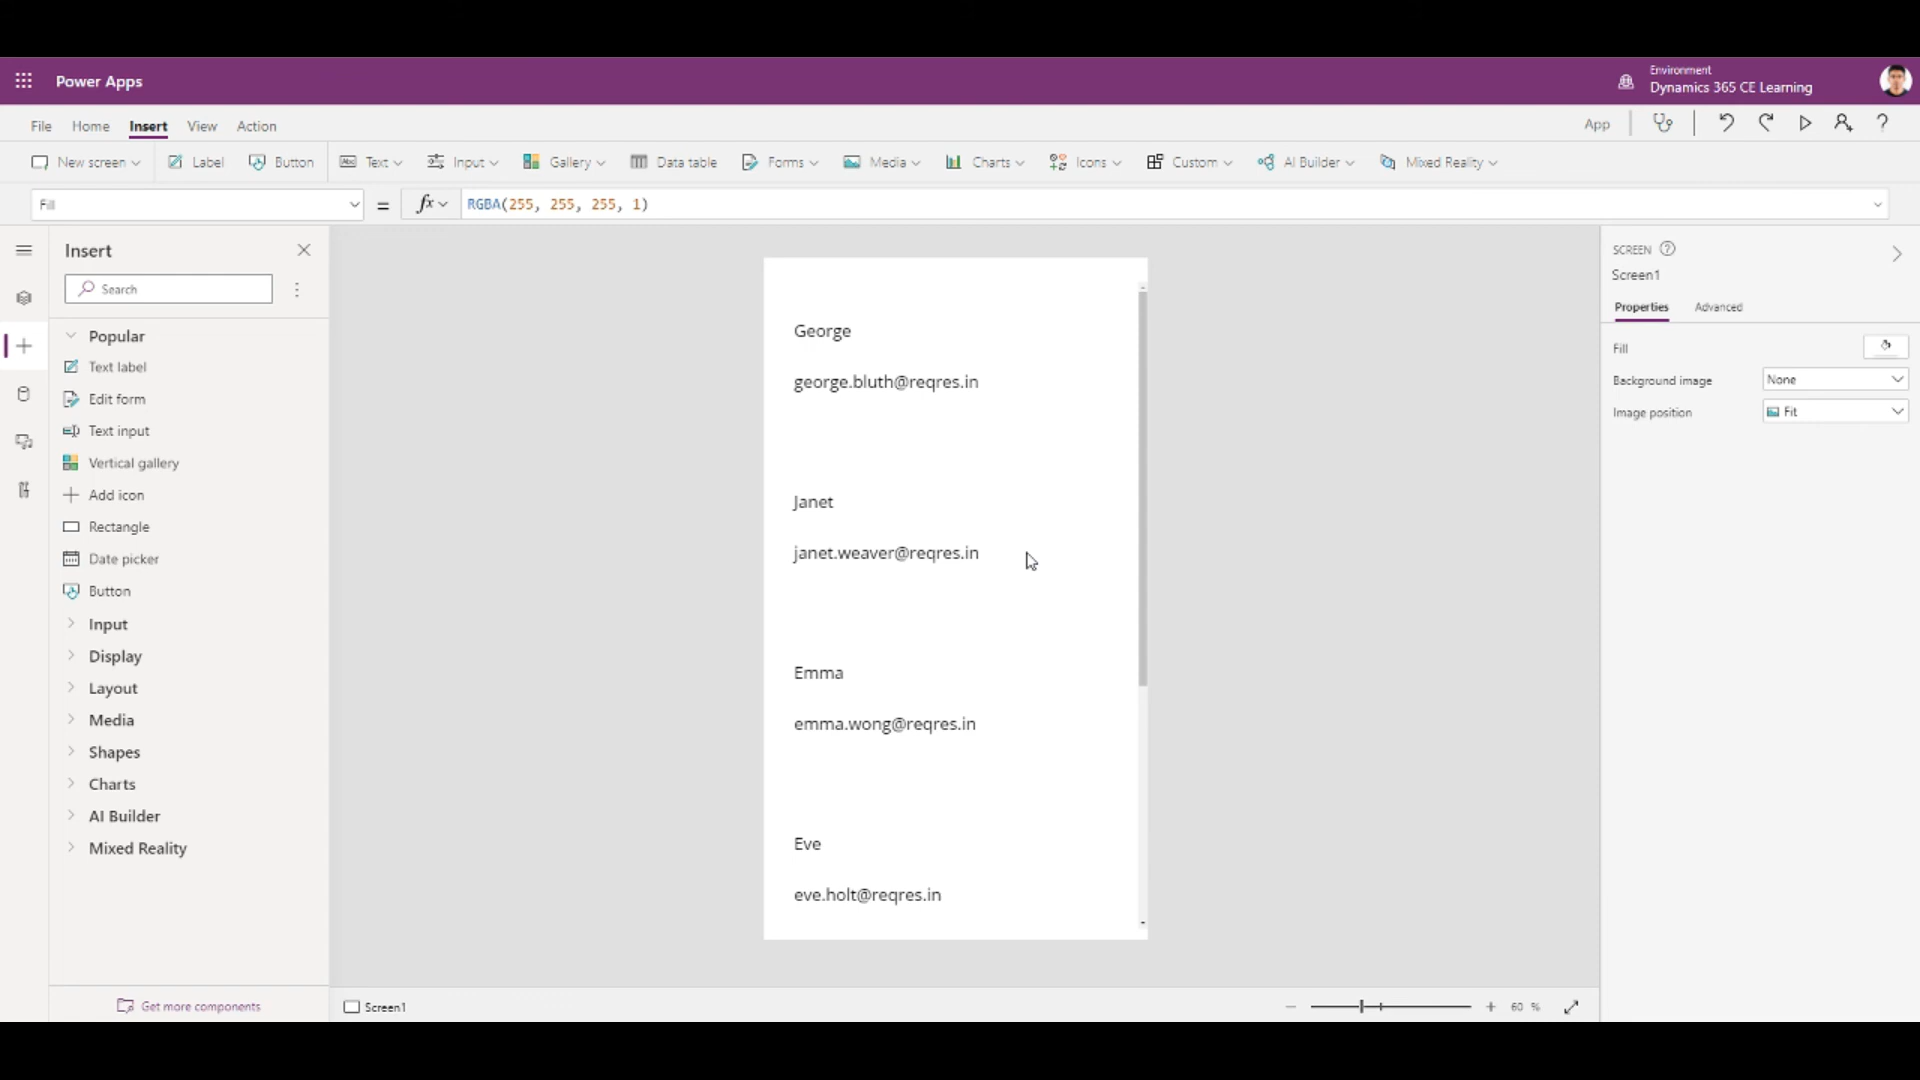 Power Apps
Environment
Dynamics 365 CE Learning
File Home Insert View Action App
New screen Label Button Text Input Gallery Data table Forms Media Charts Icons Custom AI Builder Mixed Reality
Fill = fx RGBA(255, 255, 255, 1)
Insert
Search
Popular
Text label
Edit form
Text input
Vertical gallery
Add icon
Rectangle
Date picker
Button
Input
Display
Layout
Media
Shapes
Charts
AI Builder
Mixed Reality
Get more components
George
george.bluth@reqres.in
Janet
janet.weaver@reqres.in
Emma
emma.wong@reqres.in
Eve
eve.holt@reqres.in
SCREEN
Screen1
Properties Advanced
Fill
Background image None
Image position Fit
Screen1
60 %